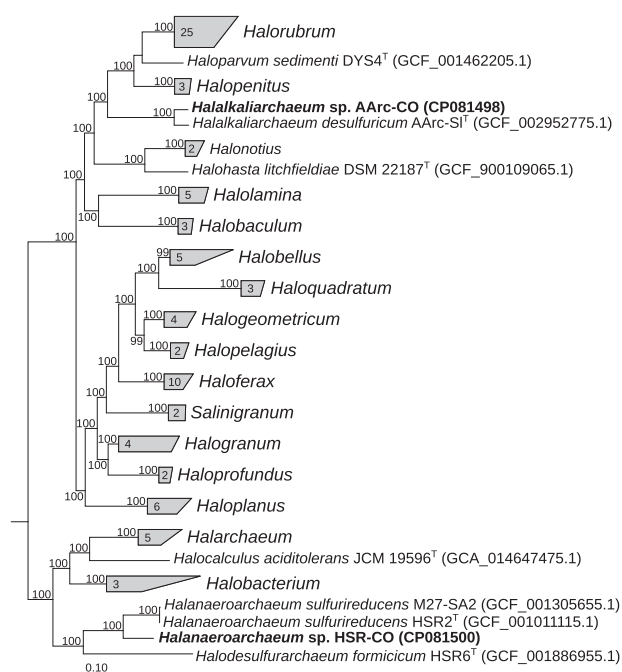 100 25 Halorubrum
100 Haloparvum sedimenti DYS4T (GCF_001462205.1)
100 100 3 Halopenitus
Halalkaliarchaeum sp. AArc-CO (CP081498)
100 Halalkaliarchaeum desulfuricum AArc-SlT (GCF_002952775.1)
100 100 2 Halonotius
100 Halohasta litchfieldiae DSM 22187T (GCF_900109065.1)
100 100 5 Halolamina
100 100 3 Halobaculum
100
99 5 Halobellus
100 100 3 Haloquadratum
100 100 4 Halogeometricum
99 100 2 Halopelagius
100 100 10 Haloferax
100 100 2 Salinigranum
100 4 Halogranum
100 100 2 Haloprofundus
100 100 6 Haloplanus
100 5 Halarchaeum
100 Halocalculus aciditolerans JCM 19596T (GCA_014647475.1)
100 100 3 Halobacterium
100 100 Halanaeroarchaeum sulfurireducens M27-SA2 (GCF_001305655.1)
Halanaeroarchaeum sulfurireducens HSR2T (GCF_001011115.1)
100 Halanaeroarchaeum sp. HSR-CO (CP081500)
100 Halodesulfurarchaeum formicicum HSR6T (GCF_001886955.1)
0.10